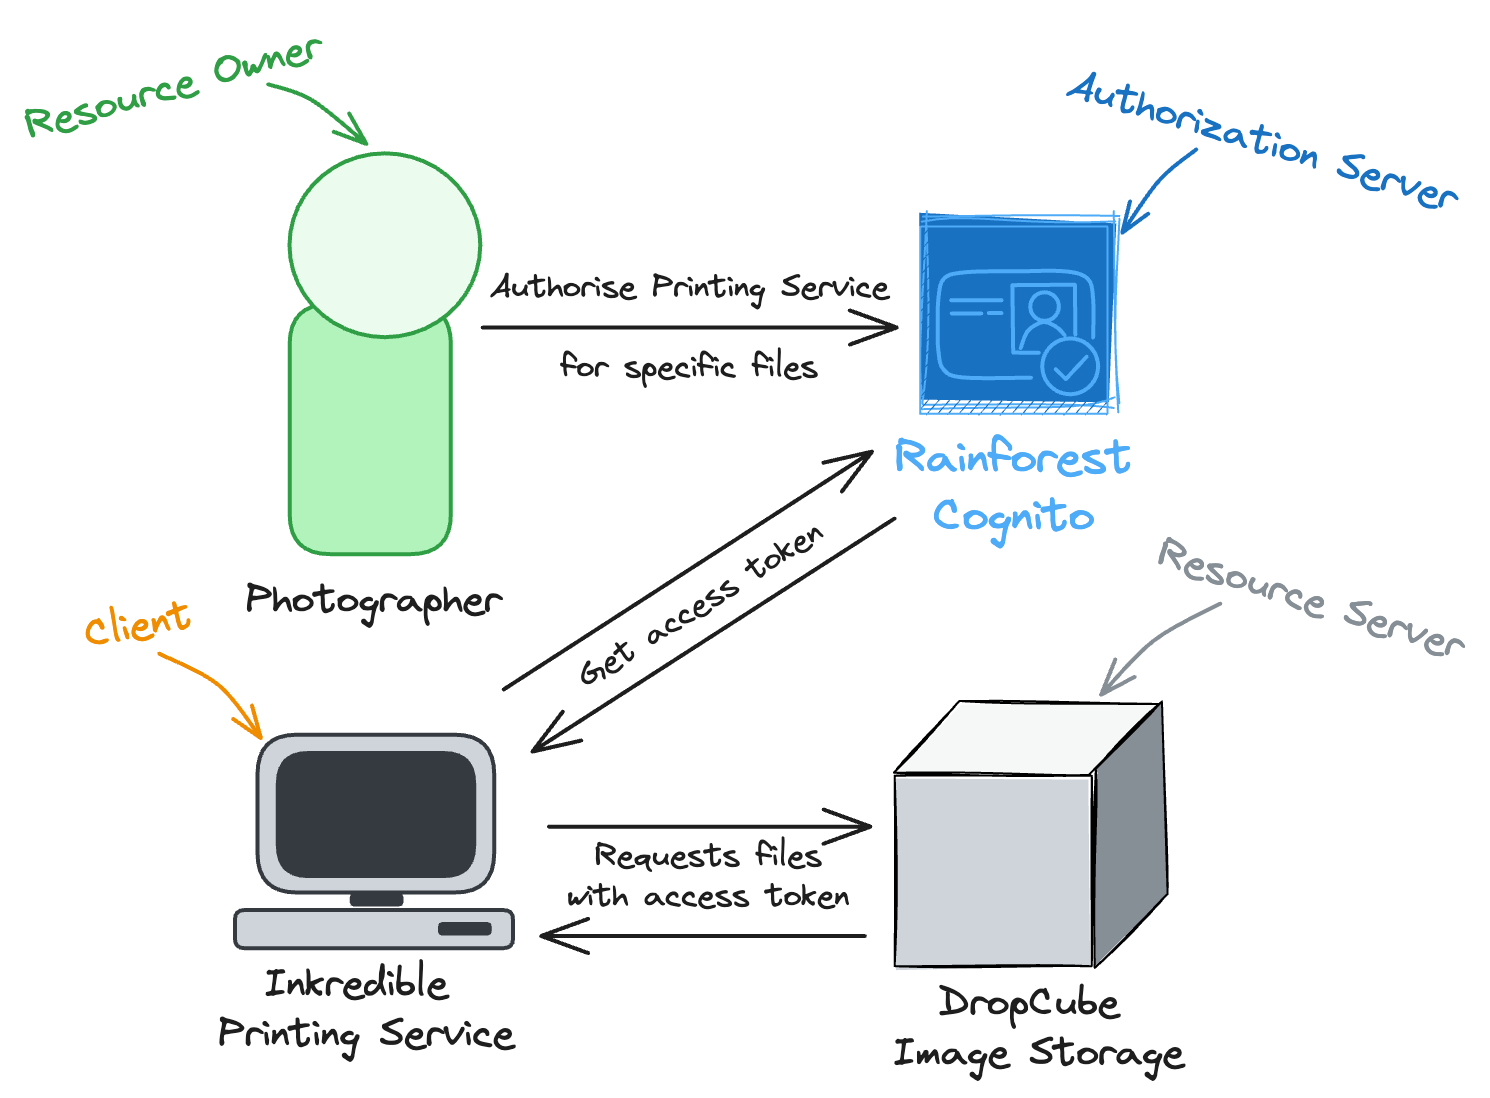 Resource Owner
Authorization Server
Authorise Printing Service
for specific files
Rainforest
Cognito
Photographer
Get access token
Client
Resource Server
Requests files
with access token
Inkredible
Printing Service
DropCube
Image Storage